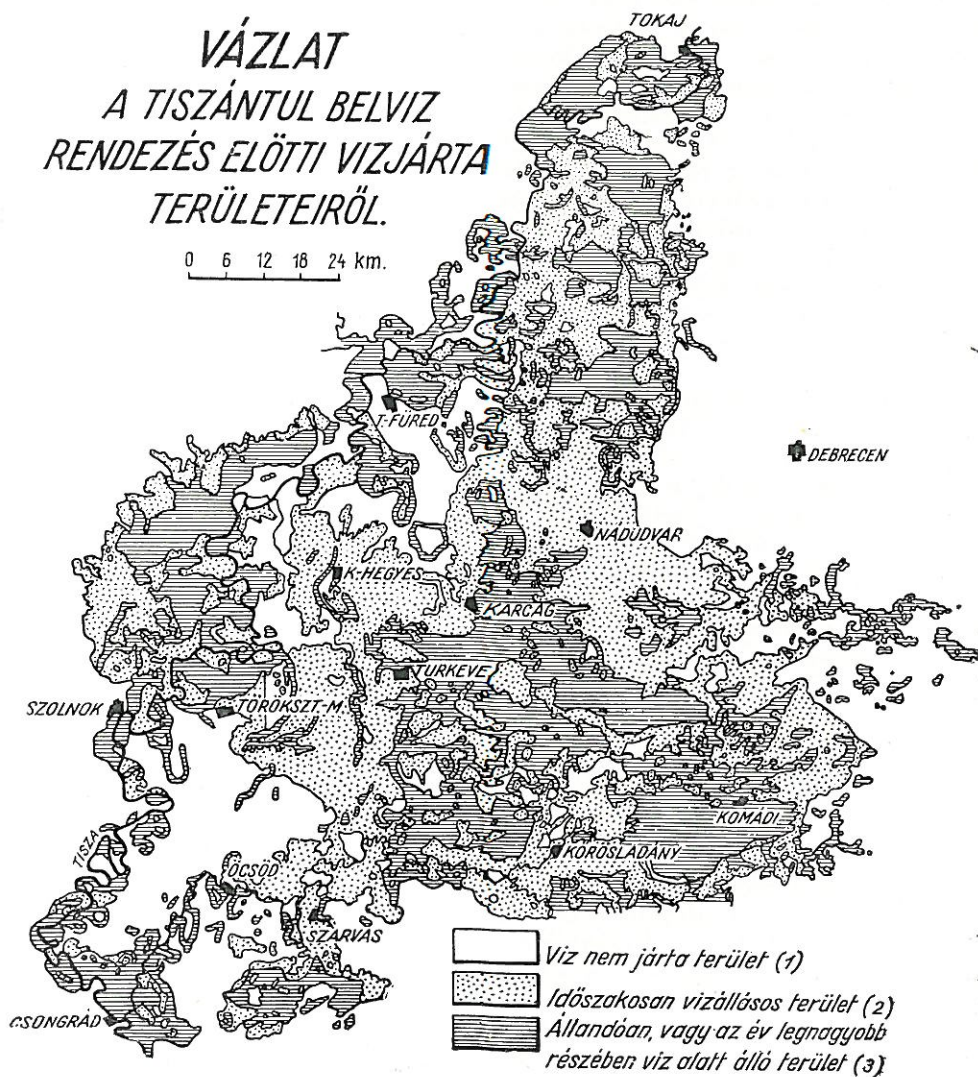 VÁZLAT
A TISZÁNTUL BELVIZ
RENDEZÉS ELÖTTI VIZJÁRTA
TERÜLETEIRŐL.
0 6 12 18 24 km.
TOKAJ
T-FÜRED
DEBRECEN
NÁDUDVAR
K-HEGYES
KARCAG
TURKEVE
SZOLNOK
TÖRÖKSZT-M.
KOMÁDI
TISZA
KÖRÖSLADÁNY
ÖCSÖD
SZARVAS
CSONGRÁD
Viz nem járta terület (1)
Időszakosan vizállásos terület (2)
Állandóan, vagy az év legnagyobb
részében viz alatt álló terület (3)